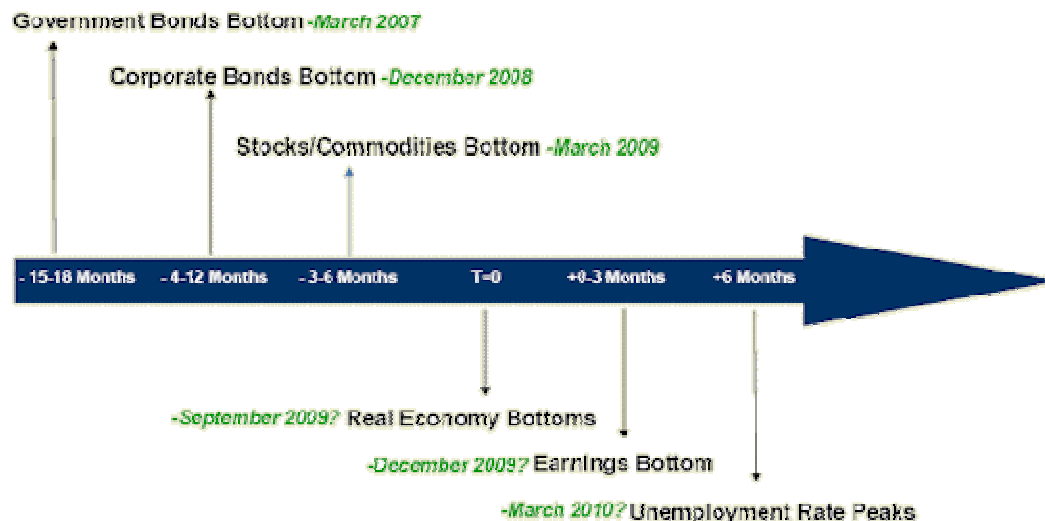 Government Bonds Bottom -March 2007
Corporate Bonds Bottom -December 2008
Stocks/Commodities Bottom -March 2009
- 15-18 Months - 4-12 Months - 3-6 Months T=0 +0-3 Months +6 Months
-September 2009? Real Economy Bottoms
-December 2009? Earnings Bottom
-March 2010? Unemployment Rate Peaks